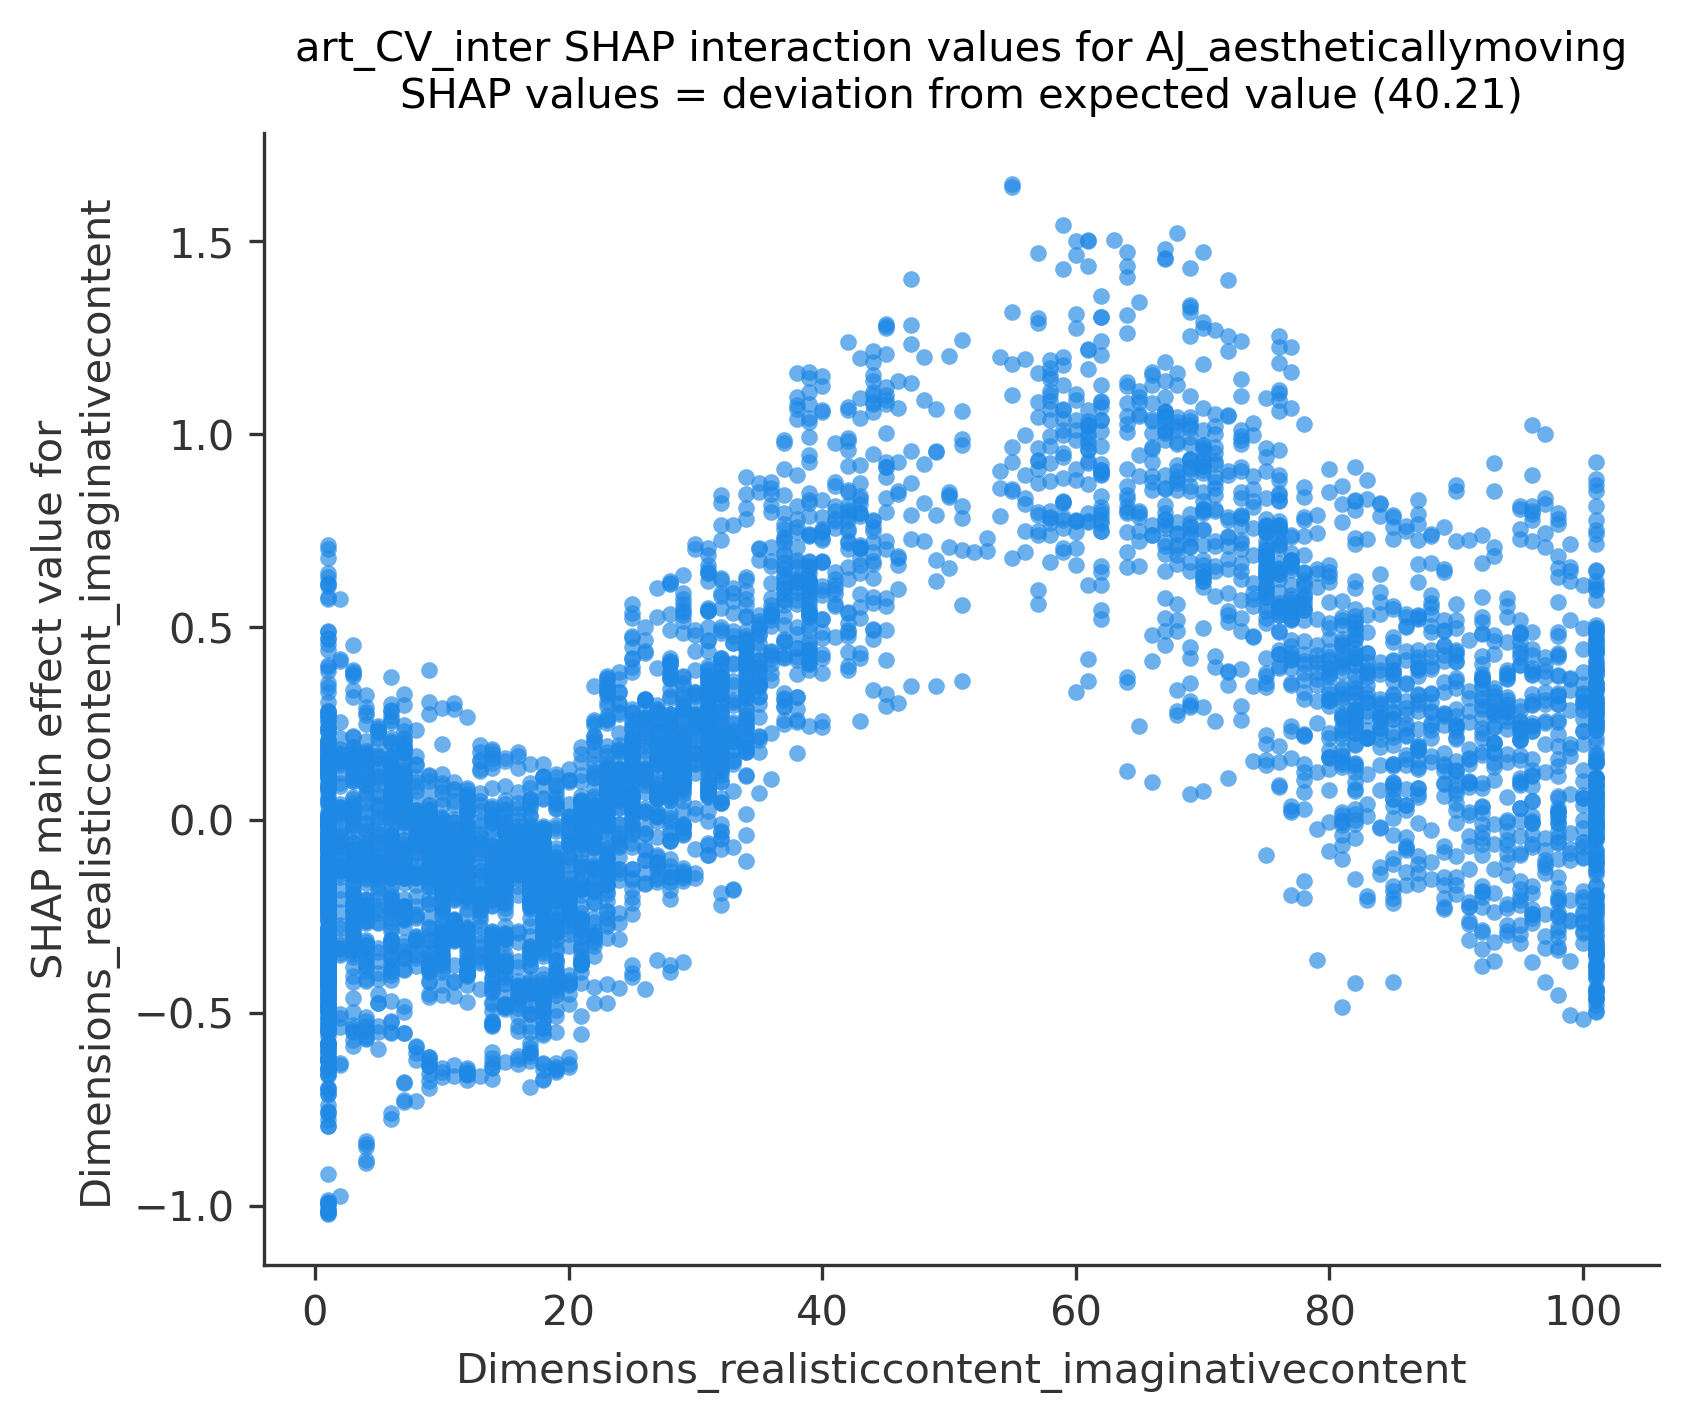 art_CV_inter SHAP interaction values for AJ_aestheticallymoving
SHAP values = deviation from expected value (40.21)
SHAP main effect value for
Dimensions_realisticcontent_imaginativecontent
1.5
1.0
0.5
0.0
−0.5
−1.0
0
20
40
60
80
100
Dimensions_realisticcontent_imaginativecontent